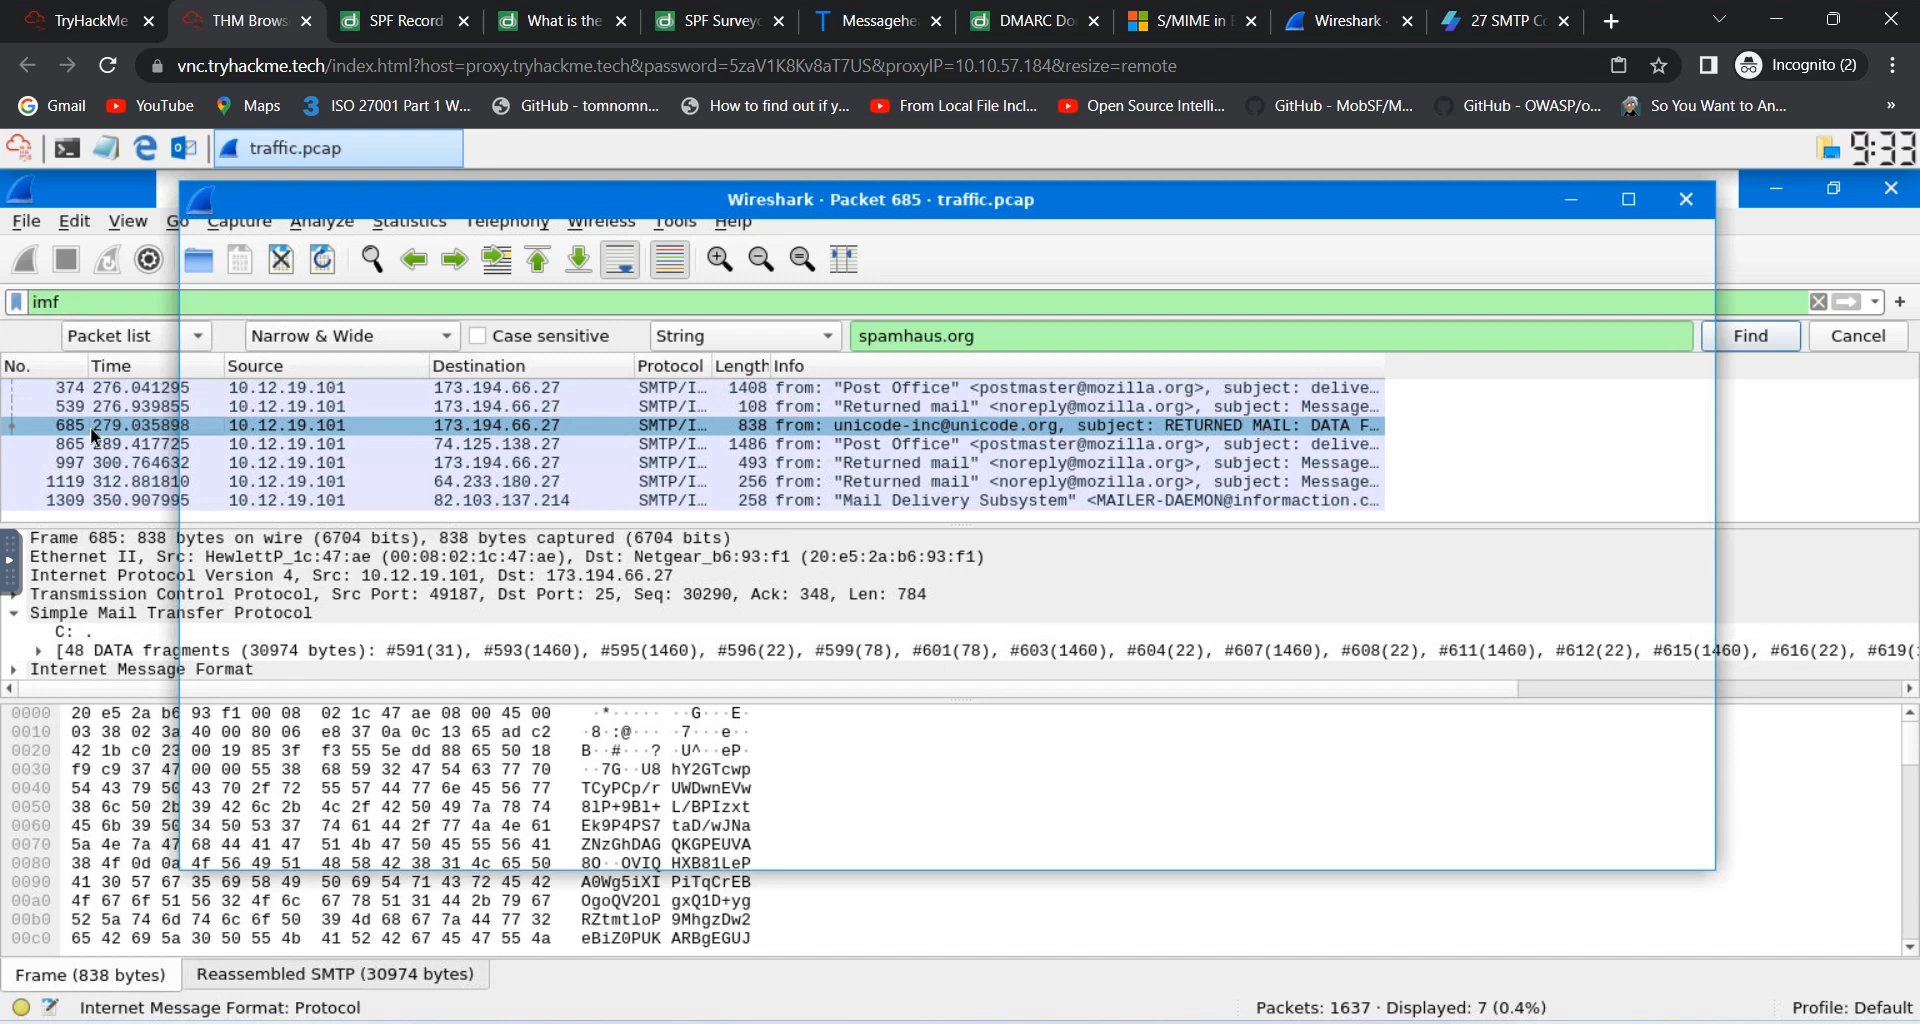 TryHackMe THM Brows SPF Record What is the SPF Survey Messagehe DMARC Do S/MIME in Wireshark 27 SMTP C
vnc.tryhackme.tech/index.html?host=proxy.tryhackme.tech&password=5zaV1K8Kv8aT7US&proxyIP=10.10.57.184&resize=remote Incognito (2)
Gmail YouTube Maps ISO 27001 Part 1 W... GitHub - tomnomn... How to find out if y... From Local File Incl... Open Source Intelli... GitHub - MobSF/M... GitHub - OWASP/o... So You Want to An... »
traffic.pcap 9:33
Wireshark · Packet 685 · traffic.pcap
File Edit View Go Capture Analyze Statistics Telephony Wireless Tools Help
imf
Packet list Narrow & Wide Case sensitive String spamhaus.org Find Cancel
No. Time Source Destination Protocol Length Info
374 276.041295 10.12.19.101 173.194.66.27 SMTP/I... 1408 from: "Post Office" <postmaster@mozilla.org>, subject: delive...
539 276.939855 10.12.19.101 173.194.66.27 SMTP/I... 108 from: "Returned mail" <noreply@mozilla.org>, subject: Message...
685 279.035898 10.12.19.101 173.194.66.27 SMTP/I... 838 from: unicode-inc@unicode.org, subject: RETURNED MAIL: DATA F...
865 289.417725 10.12.19.101 74.125.138.27 SMTP/I... 1486 from: "Post Office" <postmaster@mozilla.org>, subject: delive...
997 300.764632 10.12.19.101 173.194.66.27 SMTP/I... 493 from: "Returned mail" <noreply@mozilla.org>, subject: Message...
1119 312.881810 10.12.19.101 64.233.180.27 SMTP/I... 256 from: "Returned mail" <noreply@mozilla.org>, subject: Message...
1309 350.907995 10.12.19.101 82.103.137.214 SMTP/I... 258 from: "Mail Delivery Subsystem" <MAILER-DAEMON@informaction.c...
Frame 685: 838 bytes on wire (6704 bits), 838 bytes captured (6704 bits)
Ethernet II, Src: HewlettP_1c:47:ae (00:08:02:1c:47:ae), Dst: Netgear_b6:93:f1 (20:e5:2a:b6:93:f1)
Internet Protocol Version 4, Src: 10.12.19.101, Dst: 173.194.66.27
Transmission Control Protocol, Src Port: 49187, Dst Port: 25, Seq: 30290, Ack: 348, Len: 784
Simple Mail Transfer Protocol
C: .
[48 DATA fragments (30974 bytes): #591(31), #593(1460), #595(1460), #596(22), #599(78), #601(78), #603(1460), #604(22), #607(1460), #608(22), #611(1460), #612(22), #615(1460), #616(22), #619(
Internet Message Format
0000 20 e5 2a b6 93 f1 00 08 02 1c 47 ae 08 00 45 00 ·*····· ··G···E·
0010 03 38 02 3a 40 00 80 06 e8 37 0a 0c 13 65 ad c2 ·8·:@··· ·7···e··
0020 42 1b c0 23 00 19 85 3f f3 55 5e dd 88 65 50 18 B··#···? ·U^··eP·
0030 f9 c9 37 47 00 00 55 38 68 59 32 47 54 63 77 70 ··7G··U8 hY2GTcwp
0040 54 43 79 50 43 70 2f 72 55 57 44 77 6e 45 56 77 TCyPCp/r UWDwnEVw
0050 38 6c 50 2b 39 42 6c 2b 4c 2f 42 50 49 7a 78 74 8lP+9Bl+ L/BPIzxt
0060 45 6b 39 50 34 50 53 37 74 61 44 2f 77 4a 4e 61 Ek9P4PS7 taD/wJNa
0070 5a 4e 7a 47 68 44 41 47 51 4b 47 50 45 55 56 41 ZNzGhDAG QKGPEUVA
0080 38 4f 0d 0a 4f 56 49 51 48 58 42 38 31 4c 65 50 8O··OVIQ HXB81LeP
0090 41 30 57 67 35 69 58 49 50 69 54 71 43 72 45 42 A0Wg5iXI PiTqCrEB
00a0 4f 67 6f 51 56 32 4f 6c 67 78 51 31 44 2b 79 67 OgoQV2Ol gxQ1D+yg
00b0 52 5a 74 6d 74 6c 6f 50 39 4d 68 67 7a 44 77 32 RZtmtloP 9MhgzDw2
00c0 65 42 69 5a 30 50 55 4b 41 52 42 67 45 47 55 4a eBiZ0PUK ARBgEGUJ
Frame (838 bytes) Reassembled SMTP (30974 bytes)
Internet Message Format: Protocol Packets: 1637 · Displayed: 7 (0.4%) Profile: Default